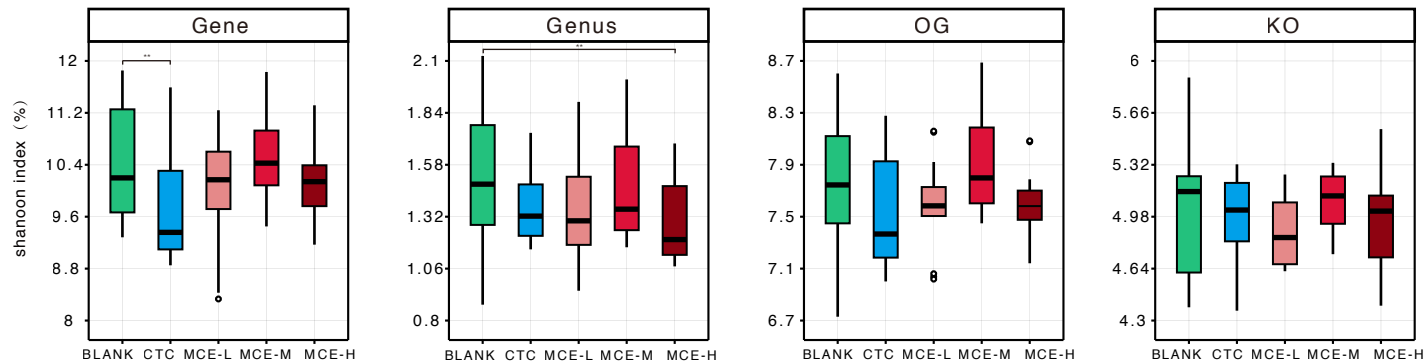 Gene
Genus
OG
KO
shanoon index（%）
12
11.2
10.4
9.6
8.8
8
**
BLANK CTC MCE-L MCE-M MCE-H
2.1
1.84
1.58
1.32
1.06
0.8
**
BLANK CTC MCE-L MCE-M MCE-H
8.7
8.3
7.9
7.5
7.1
6.7
BLANK CTC MCE-L MCE-M MCE-H
6
5.66
5.32
4.98
4.64
4.3
BLANK CTC MCE-L MCE-M MCE-H